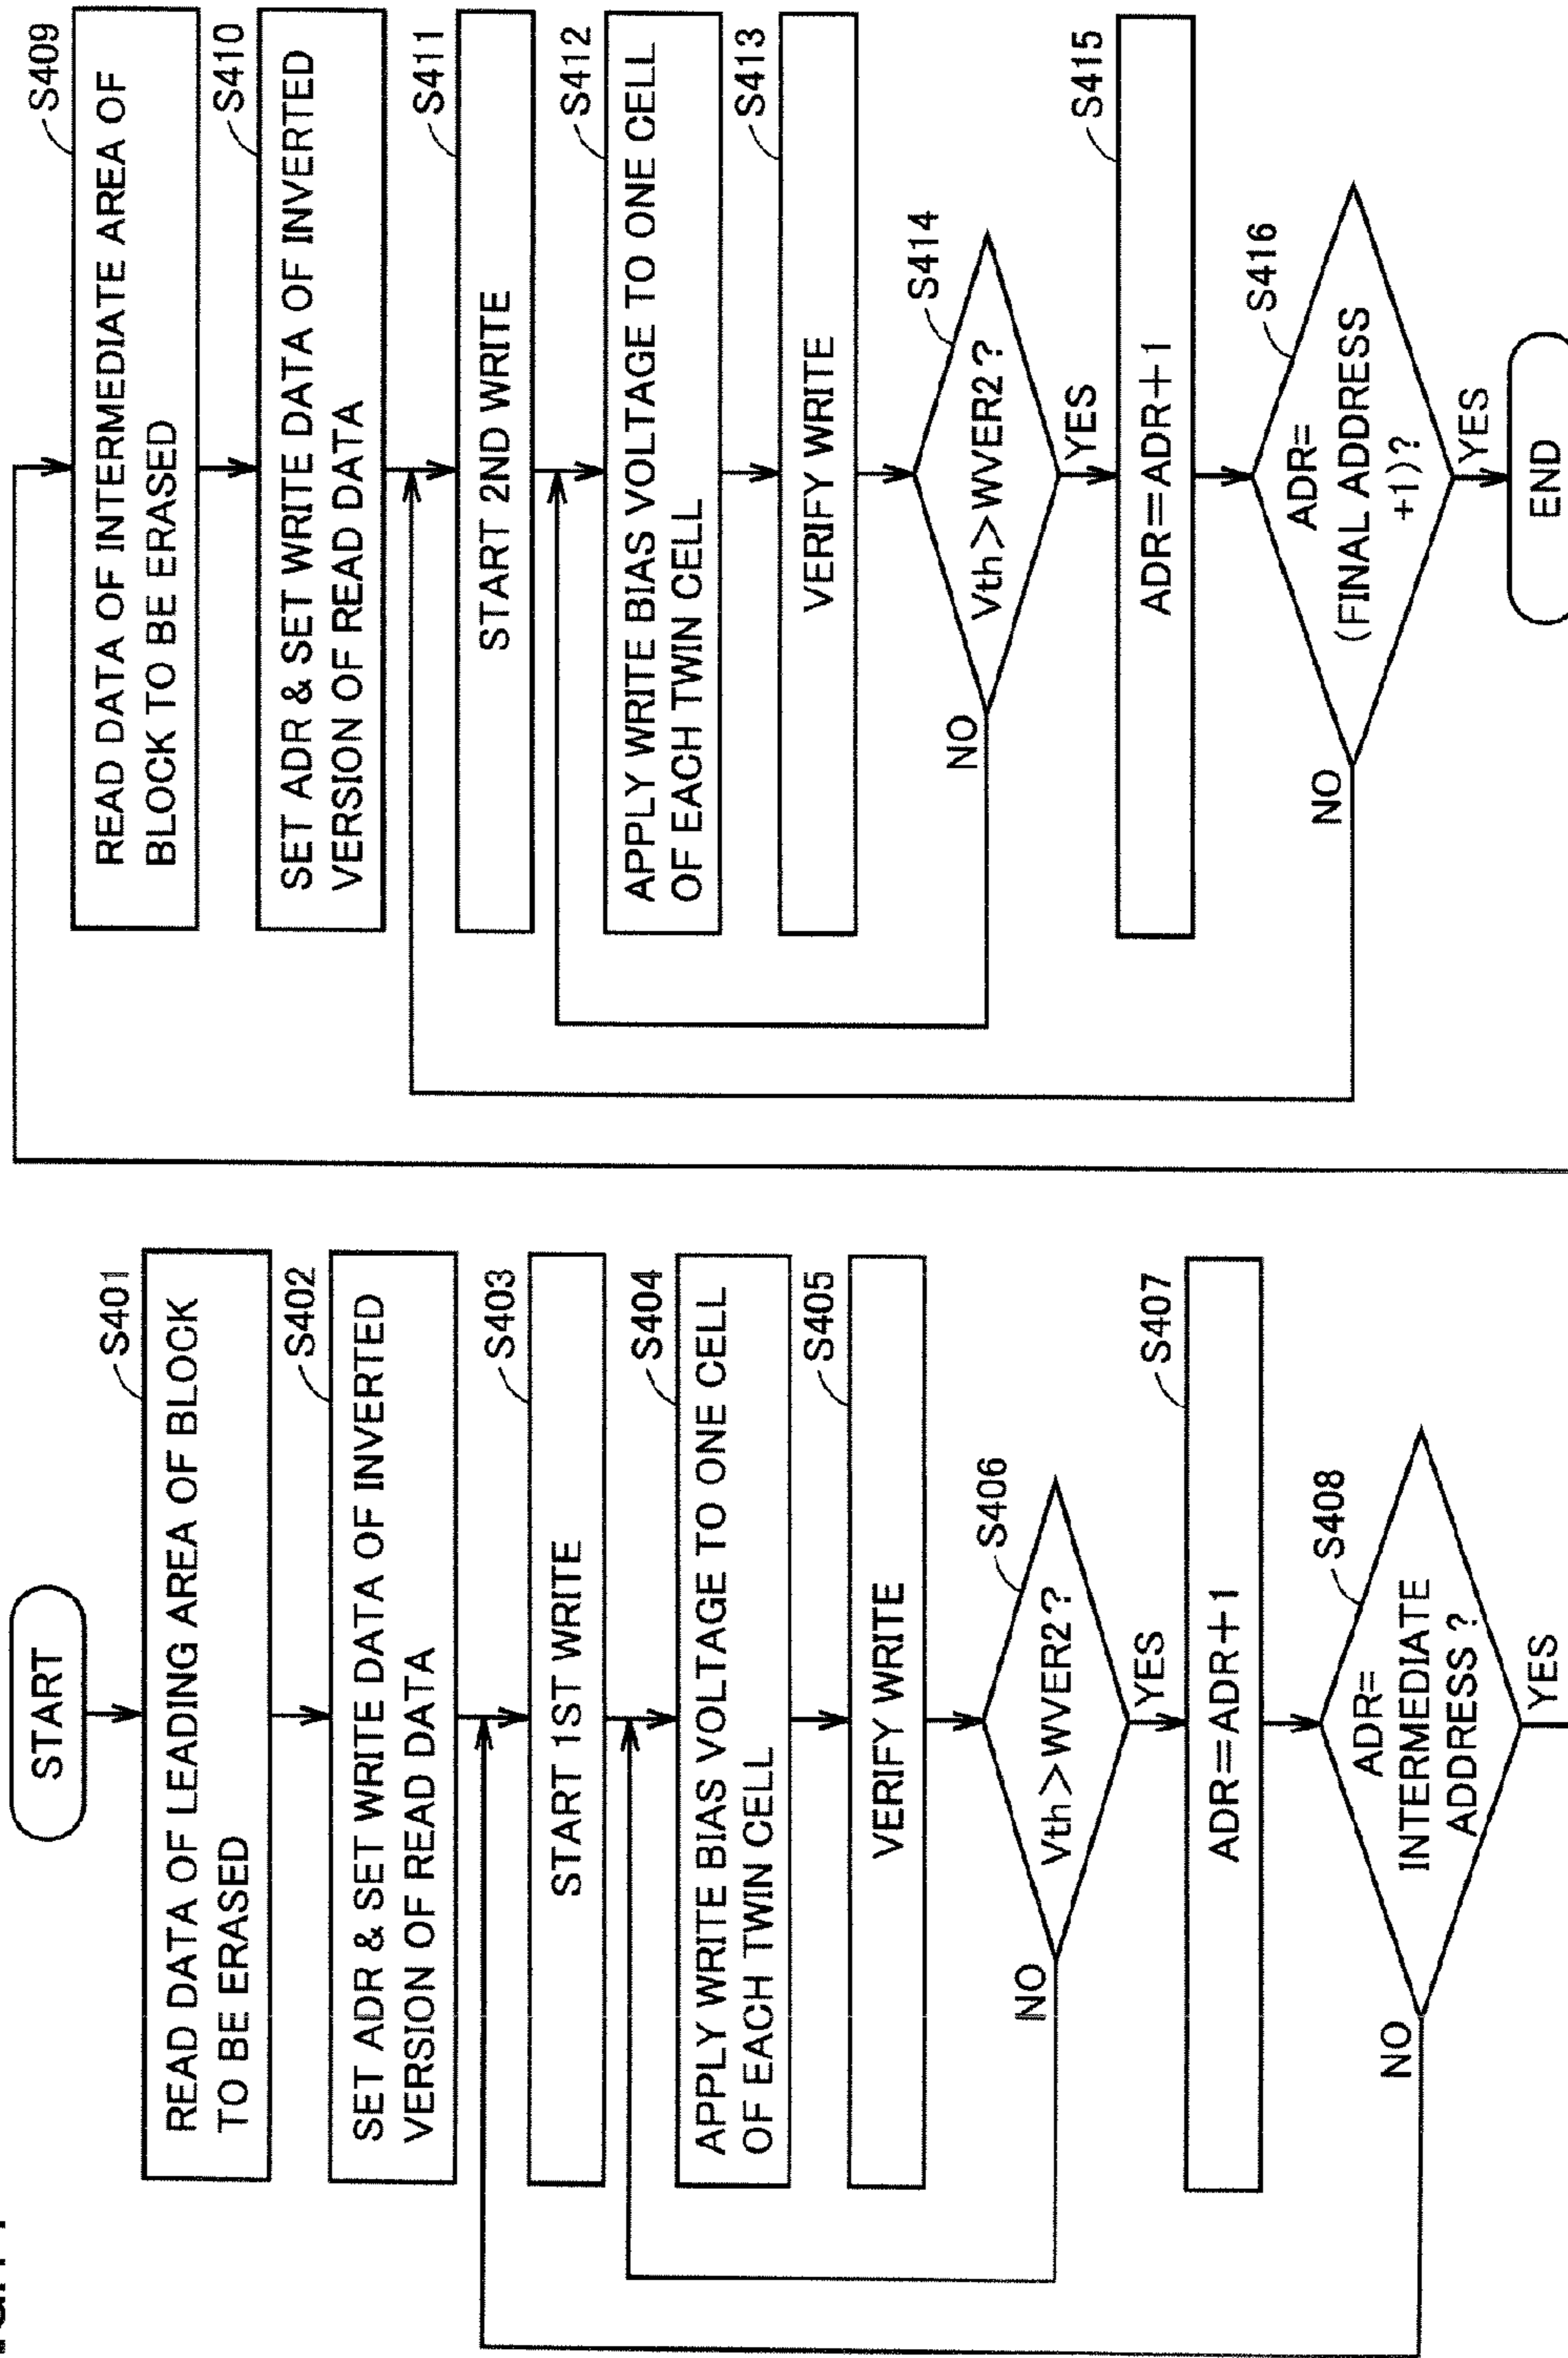 START
S401
READ DATA OF LEADING AREA OF BLOCK
TO BE ERASED
S402
SET ADR & SET WRITE DATA OF INVERTED
VERSION OF READ DATA
S403
START 1ST WRITE
S404
APPLY WRITE BIAS VOLTAGE TO ONE CELL
OF EACH TWIN CELL
S405
VERIFY WRITE
S406
Vth>WVER2?
NO
YES
S407
ADR=ADR+1
S408
ADR=
INTERMEDIATE
ADDRESS?
NO
YES
S409
READ DATA OF INTERMEDIATE AREA OF
BLOCK TO BE ERASED
S410
SET ADR & SET WRITE DATA OF INVERTED
VERSION OF READ DATA
S411
START 2ND WRITE
S412
APPLY WRITE BIAS VOLTAGE TO ONE CELL
OF EACH TWIN CELL
S413
VERIFY WRITE
S414
Vth>WVER2?
NO
YES
S415
ADR=ADR+1
S416
ADR=
(FINAL ADDRESS
+1)?
NO
YES
END